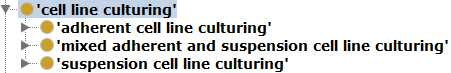 'cell line culturing'
'adherent cell line culturing'
'mixed adherent and suspension cell line culturing'
'suspension cell line culturing'